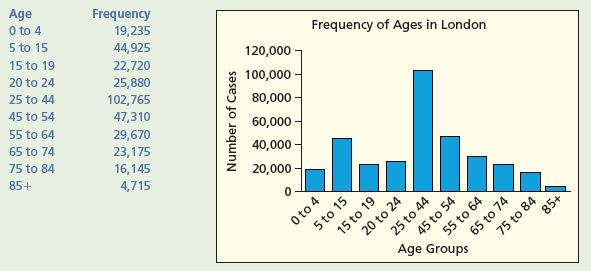 Age Frequency
0 to 4 19,235
5 to 15 44,925
15 to 19 22,720
20 to 24 25,880
25 to 44 102,765
45 to 54 47,310
55 to 64 29,670
65 to 74 23,175
75 to 84 16,145
85+ 4,715
Frequency of Ages in London
Number of Cases
120,000
100,000
80,000
60,000
40,000
20,000
0
0 to 4
5 to 15
15 to 19
20 to 24
25 to 44
45 to 54
55 to 64
65 to 74
75 to 84
85+
Age Groups